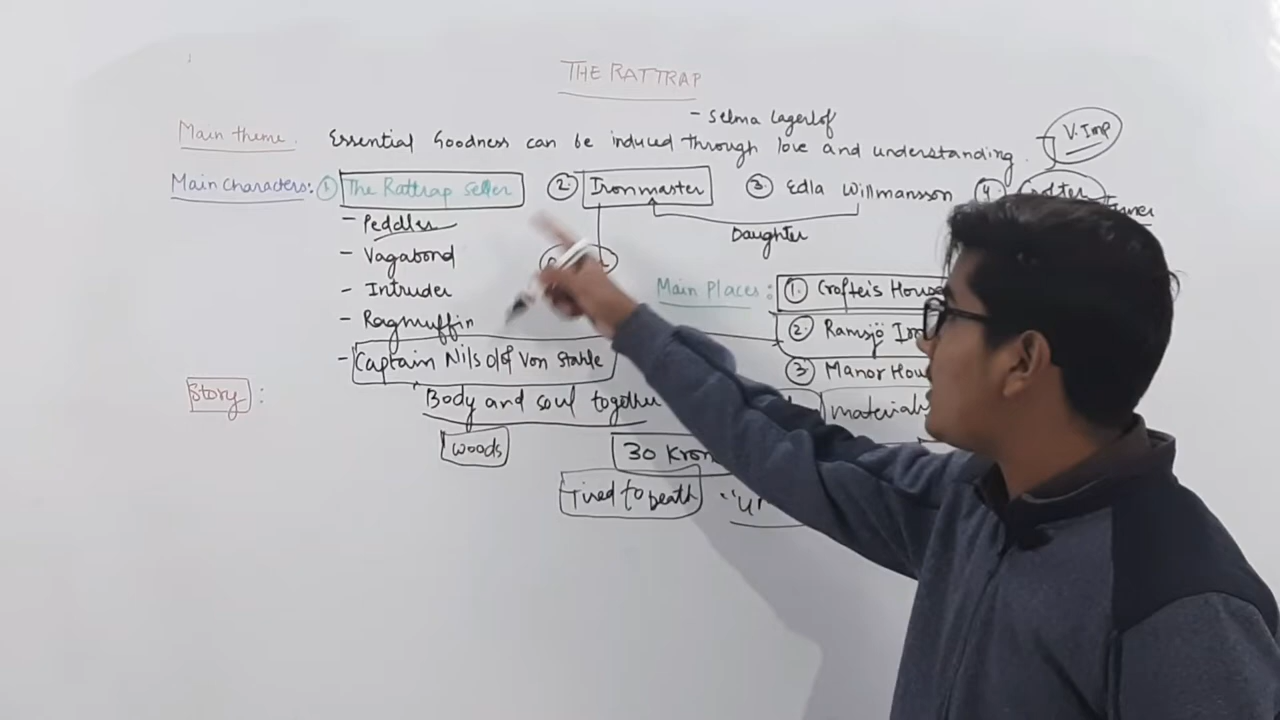 THE RATTRAP
- Selma Lagerlof
Main theme. Essential Goodness can be induced through love and understanding. V. Imp
Main Characters: ① The Rattrap Seller ② Ironmaster ③ Edla Willmansson 4.
- Peddler Daughter
- Vagabond
- Intruder Main Places: ① Crofter's House
- Ragmuffin ② Ramsjö
- Captain Nils Olof Von Stahle ③ Manor
Story: Body and soul together
woods 30
Tired to Death